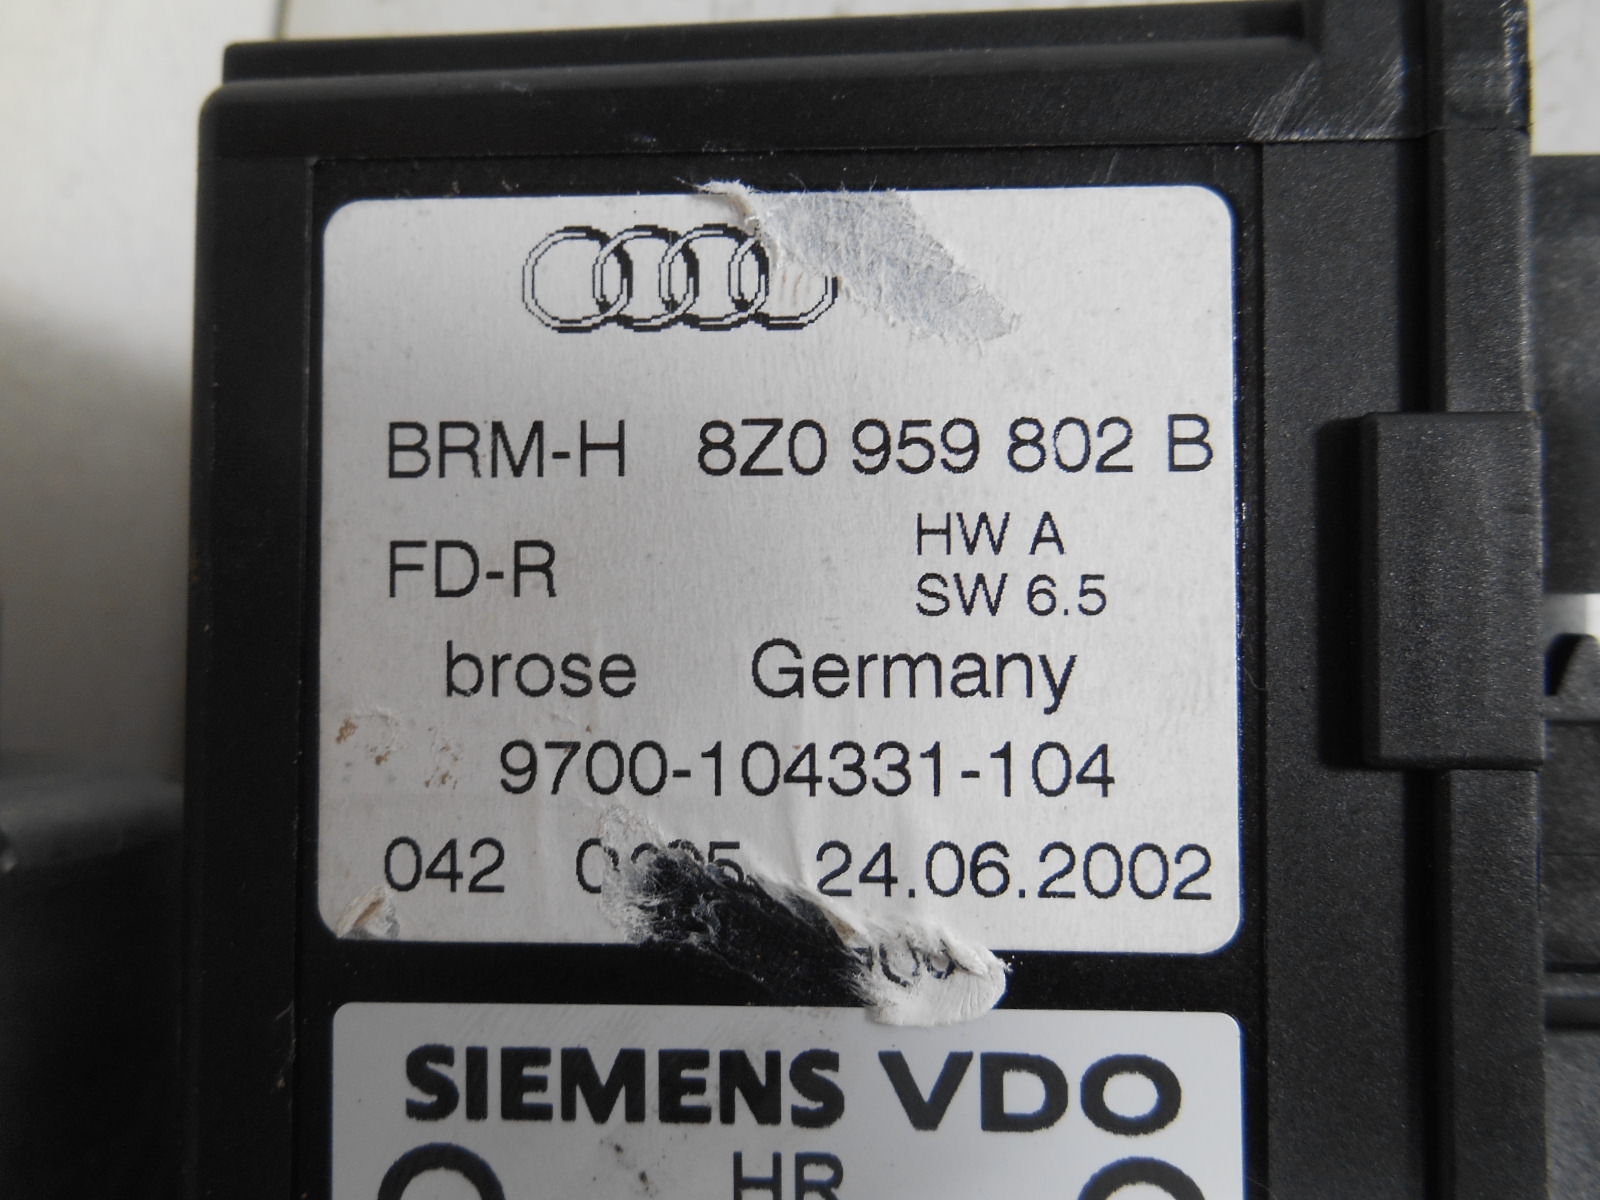 BRM-H 8Z0 959 802 B
HW A
FD-R
SW 6.5
brose Germany
9700-104331-104
042 24.06.2002
SIEMENS VDO
HR